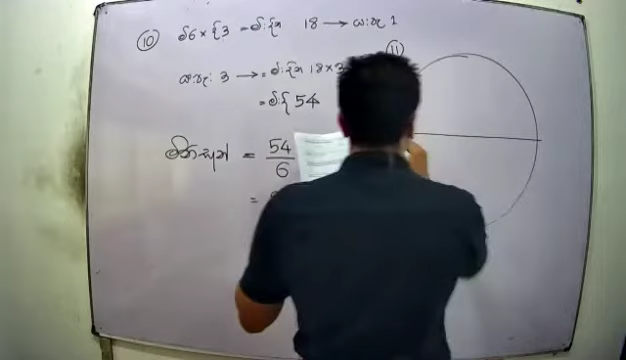 ⑩ මි6 × දි3 = මි.දින 18 → යාරු 1
⑪
යාරු: 3 → = මි.දින 18×3
= මි.දි 54
මිනිසුන් = 54/6
=